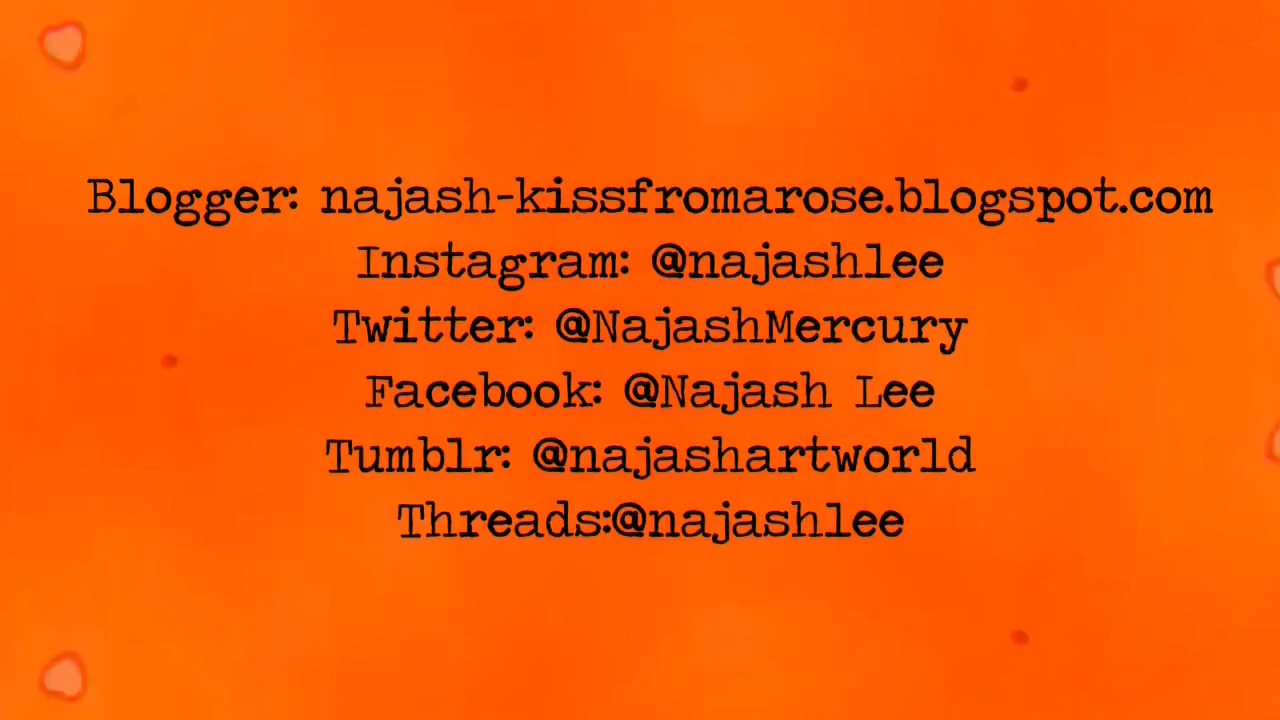 Blogger: najash-kissfromarose.blogspot.com
Instagram: @najashlee
Twitter: @NajashMercury
Facebook: @Najash Lee
Tumblr: @najashartworld
Threads:@najashlee